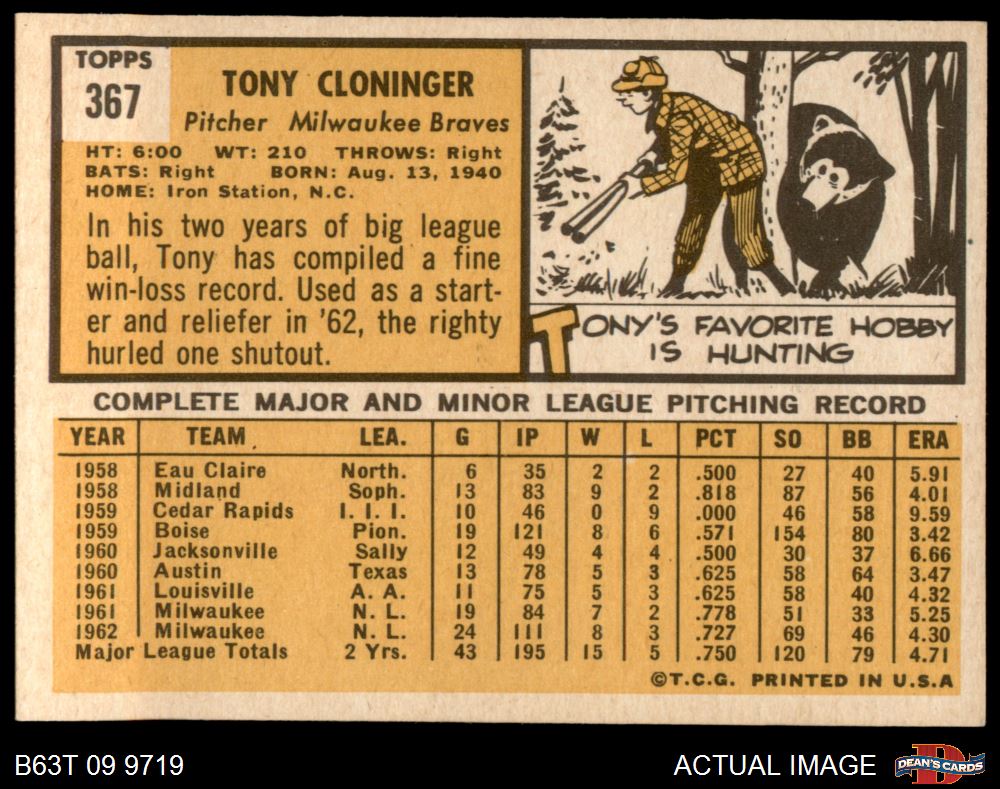 TOPPS
367
TONY CLONINGER
Pitcher Milwaukee Braves
HT: 6:00 WT: 210 THROWS: Right
BATS: Right BORN: Aug. 13, 1940
HOME: Iron Station, N.C.
In his two years of big league
ball, Tony has compiled a fine
win-loss record. Used as a start-
er and reliefer in '62, the righty
hurled one shutout.
TONY'S FAVORITE HOBBY
IS HUNTING
COMPLETE MAJOR AND MINOR LEAGUE PITCHING RECORD
YEAR TEAM LEA. G IP W L PCT SO BB ERA
1958 Eau Claire North. 6 35 2 2 .500 27 40 5.91
1958 Midland Soph. 13 83 9 2 .818 87 56 4.01
1959 Cedar Rapids I. I. I. 10 46 0 9 .000 46 58 9.59
1959 Boise Pion. 19 121 8 6 .571 154 80 3.42
1960 Jacksonville Sally 12 49 4 4 .500 30 37 6.66
1960 Austin Texas 13 78 5 3 .625 58 64 3.47
1961 Louisville A. A. 11 75 5 3 .625 58 40 4.32
1961 Milwaukee N. L. 19 84 7 2 .778 51 33 5.25
1962 Milwaukee N. L. 24 111 8 3 .727 69 46 4.30
Major League Totals 2 Yrs. 43 195 15 5 .750 120 79 4.71
©T.C.G. PRINTED IN U.S.A
B63T 09 9719
ACTUAL IMAGE
DEAN'S CARDS